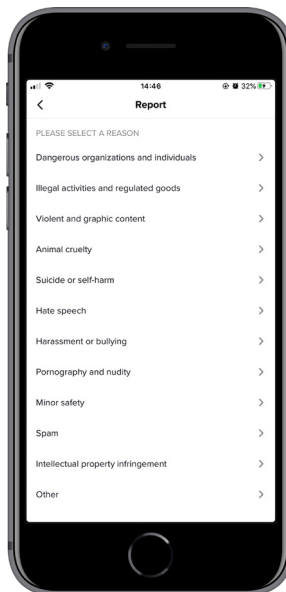 14:46
32%
Report
PLEASE SELECT A REASON
Dangerous organizations and individuals
Illegal activities and regulated goods
Violent and graphic content
Animal cruelty
Suicide or self-harm
Hate speech
Harassment or bullying
Pornography and nudity
Minor safety
Spam
Intellectual property infringement
Other